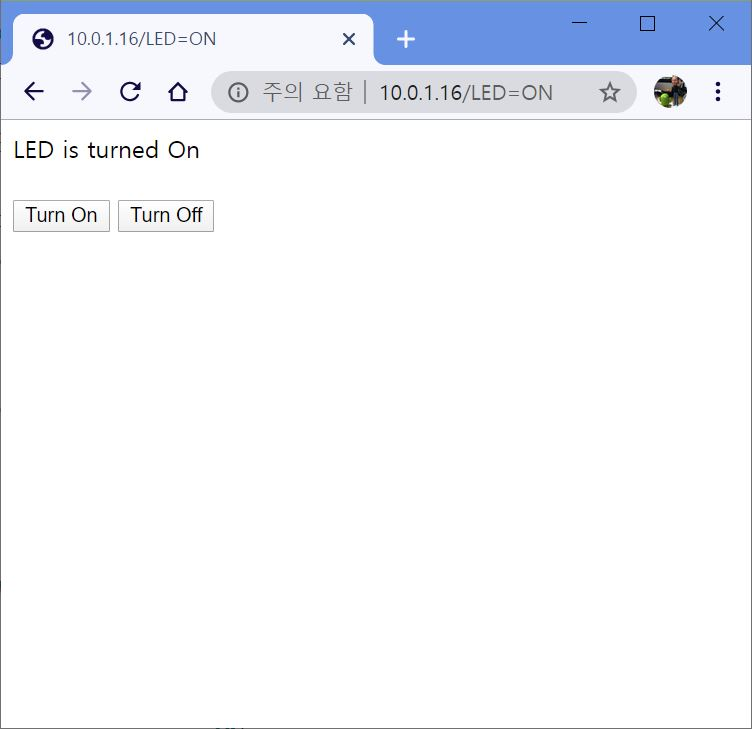 10.0.1.16/LED=ON
주의 요함 | 10.0.1.16/LED=ON
LED is turned On
Turn On Turn Off